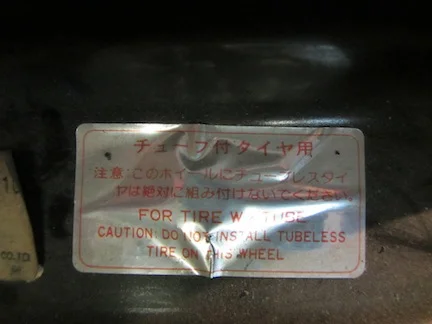 チューブ付タイヤ用
注意:このホイールにチューブレスタイ
ヤは絶対に組み付けないでください.
FOR TIRE W/TUBE
CAUTION: DO NOT INSTALL TUBELESS
TIRE ON THIS WHEEL
CO.,LTD.